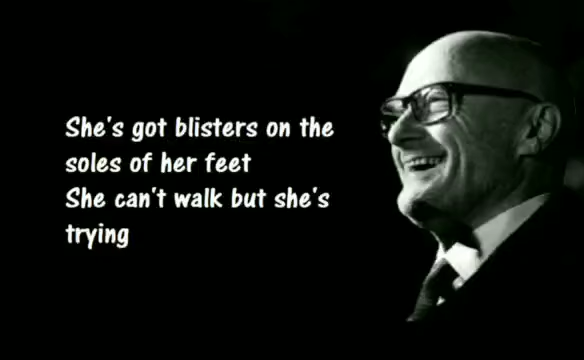 She's got blisters on the
soles of her feet
She can't walk but she's
trying